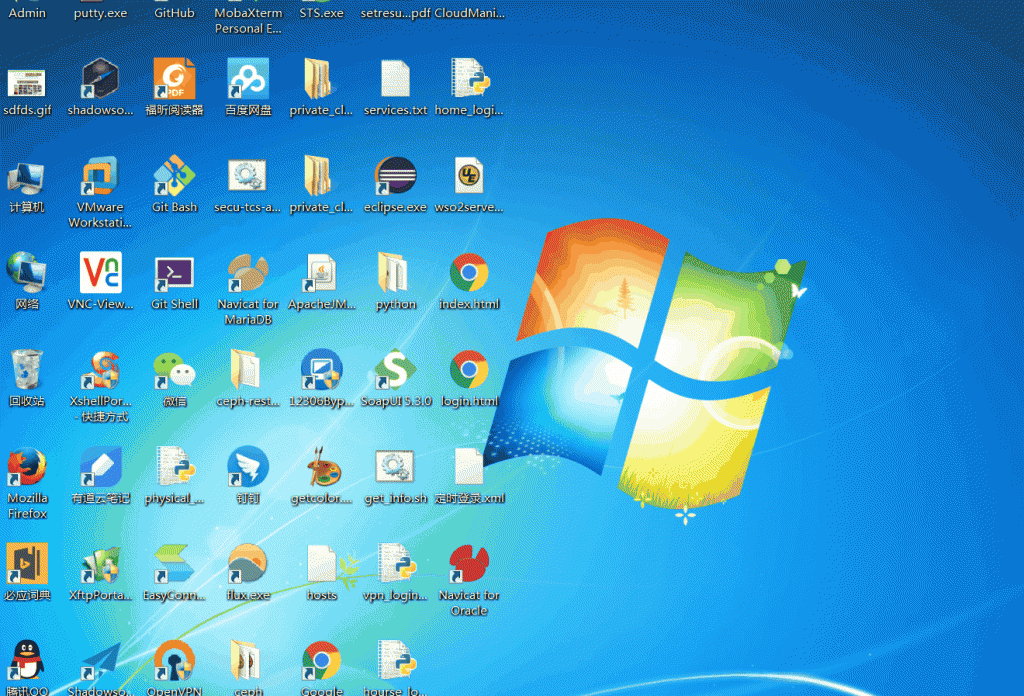 Admin
putty.exe
GitHub
MobaXterm
Personal E...
STS.exe
setresu...pdf
CloudMani...
sdfds.gif
shadowso...
福昕阅读器
百度网盘
private_cl...
services.txt
home_logi...
计算机
VMware
Workstati...
Git Bash
secu-tcs-a...
private_cl...
eclipse.exe
wso2serve...
网络
VNC-View...
Git Shell
Navicat for
MariaDB
ApacheJM...
python
index.html
回收站
XshellPor...
- 快捷方式
微信
ceph-rest...
12306Byp...
SoapUI 5.3.0
login.html
Mozilla
Firefox
有道云笔记
physical_...
钉钉
getcolor....
get_info.sh
定时登录.xml
必应词典
XftpPorta...
EasyConn...
flux.exe
hosts
vpn_login...
Navicat for
Oracle
腾讯QQ
Shadowso...
OpenVPN
ceph
Google
hourse_lo...